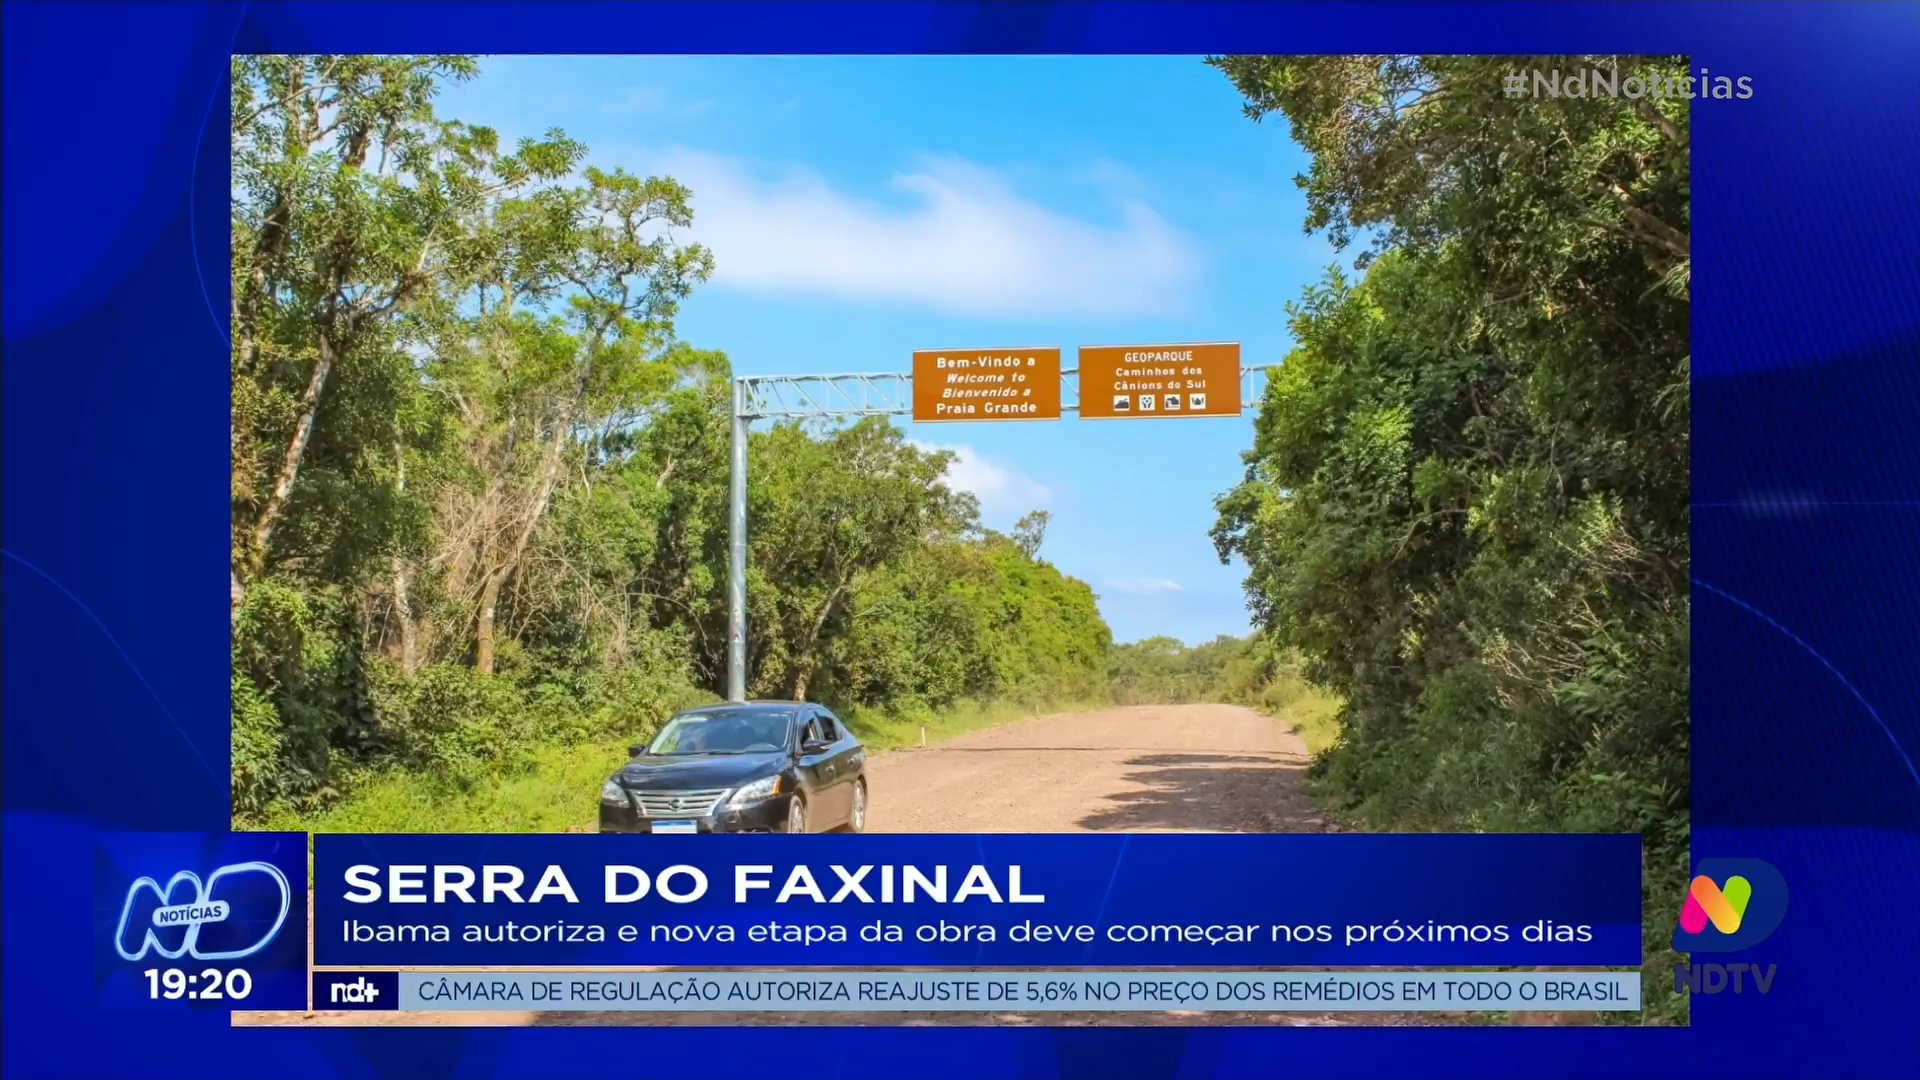 #NdNotícias
Bem-Vindo a
Welcome to
Bienvenido a
Praia Grande
GEOPARQUE
Caminhos dos
Cânions do Sul
SERRA DO FAXINAL
Ibama autoriza e nova etapa da obra deve começar nos próximos dias
ND
NOTÍCIAS
19:20
nd+
CÂMARA DE REGULAÇÃO AUTORIZA REAJUSTE DE 5,6% NO PREÇO DOS REMÉDIOS EM TODO O BRASIL
NDTV